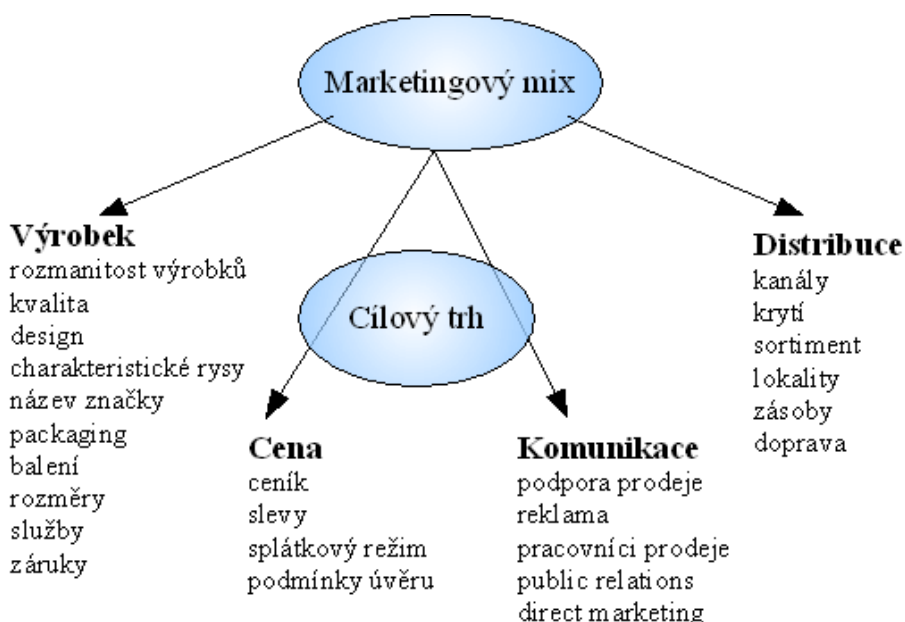 Marketingový mix
Výrobek
rozmanitost výrobků
kvalita
design
charakteristické rysy
název značky
packaging
balení
rozměry
služby
záruky
Cílový trh
Cena
ceník
slevy
splátkový režim
podmínky úvěru
Komunikace
podpora prodeje
reklama
pracovníci prodeje
public relations
direct marketing
Distribuce
kanály
krytí
sortiment
lokality
zásoby
doprava